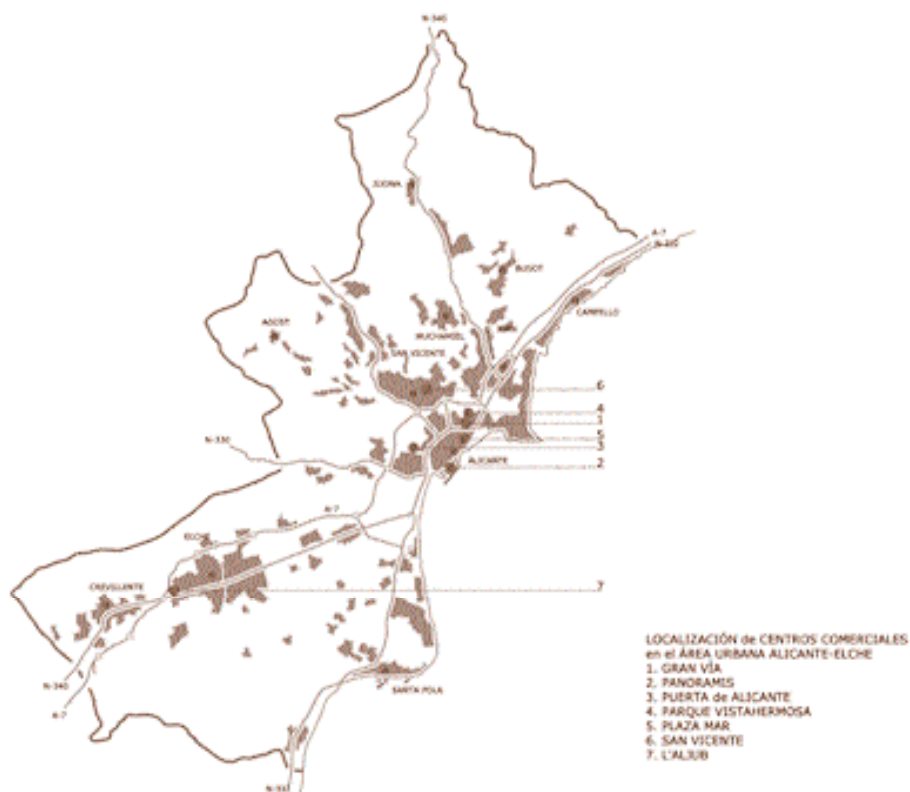 N-340
JIJONA
A-7
BUSOT
CAMPELLO
AGOST
MUCHAMIEL
SAN VICENTE
6
4
1
5
3
N-330
ALICANTE
2
A-7
ELCHE
CREVILLENTE
7
LOCALIZACIÓN de CENTROS COMERCIALES
en el ÁREA URBANA ALICANTE-ELCHE
1. GRAN VÍA
2. PANORAMIS
3. PUERTA de ALICANTE
4. PARQUE VISTAHERMOSA
5. PLAZA MAR
6. SAN VICENTE
7. L'ALJUB
N-340
SANTA POLA
A-7